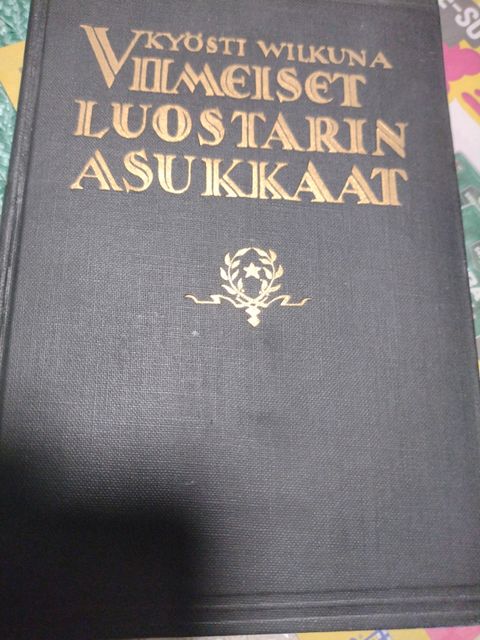 KYÖSTI WILKUNA
VIIMEISET
LUOSTARIN
ASUKKAAT